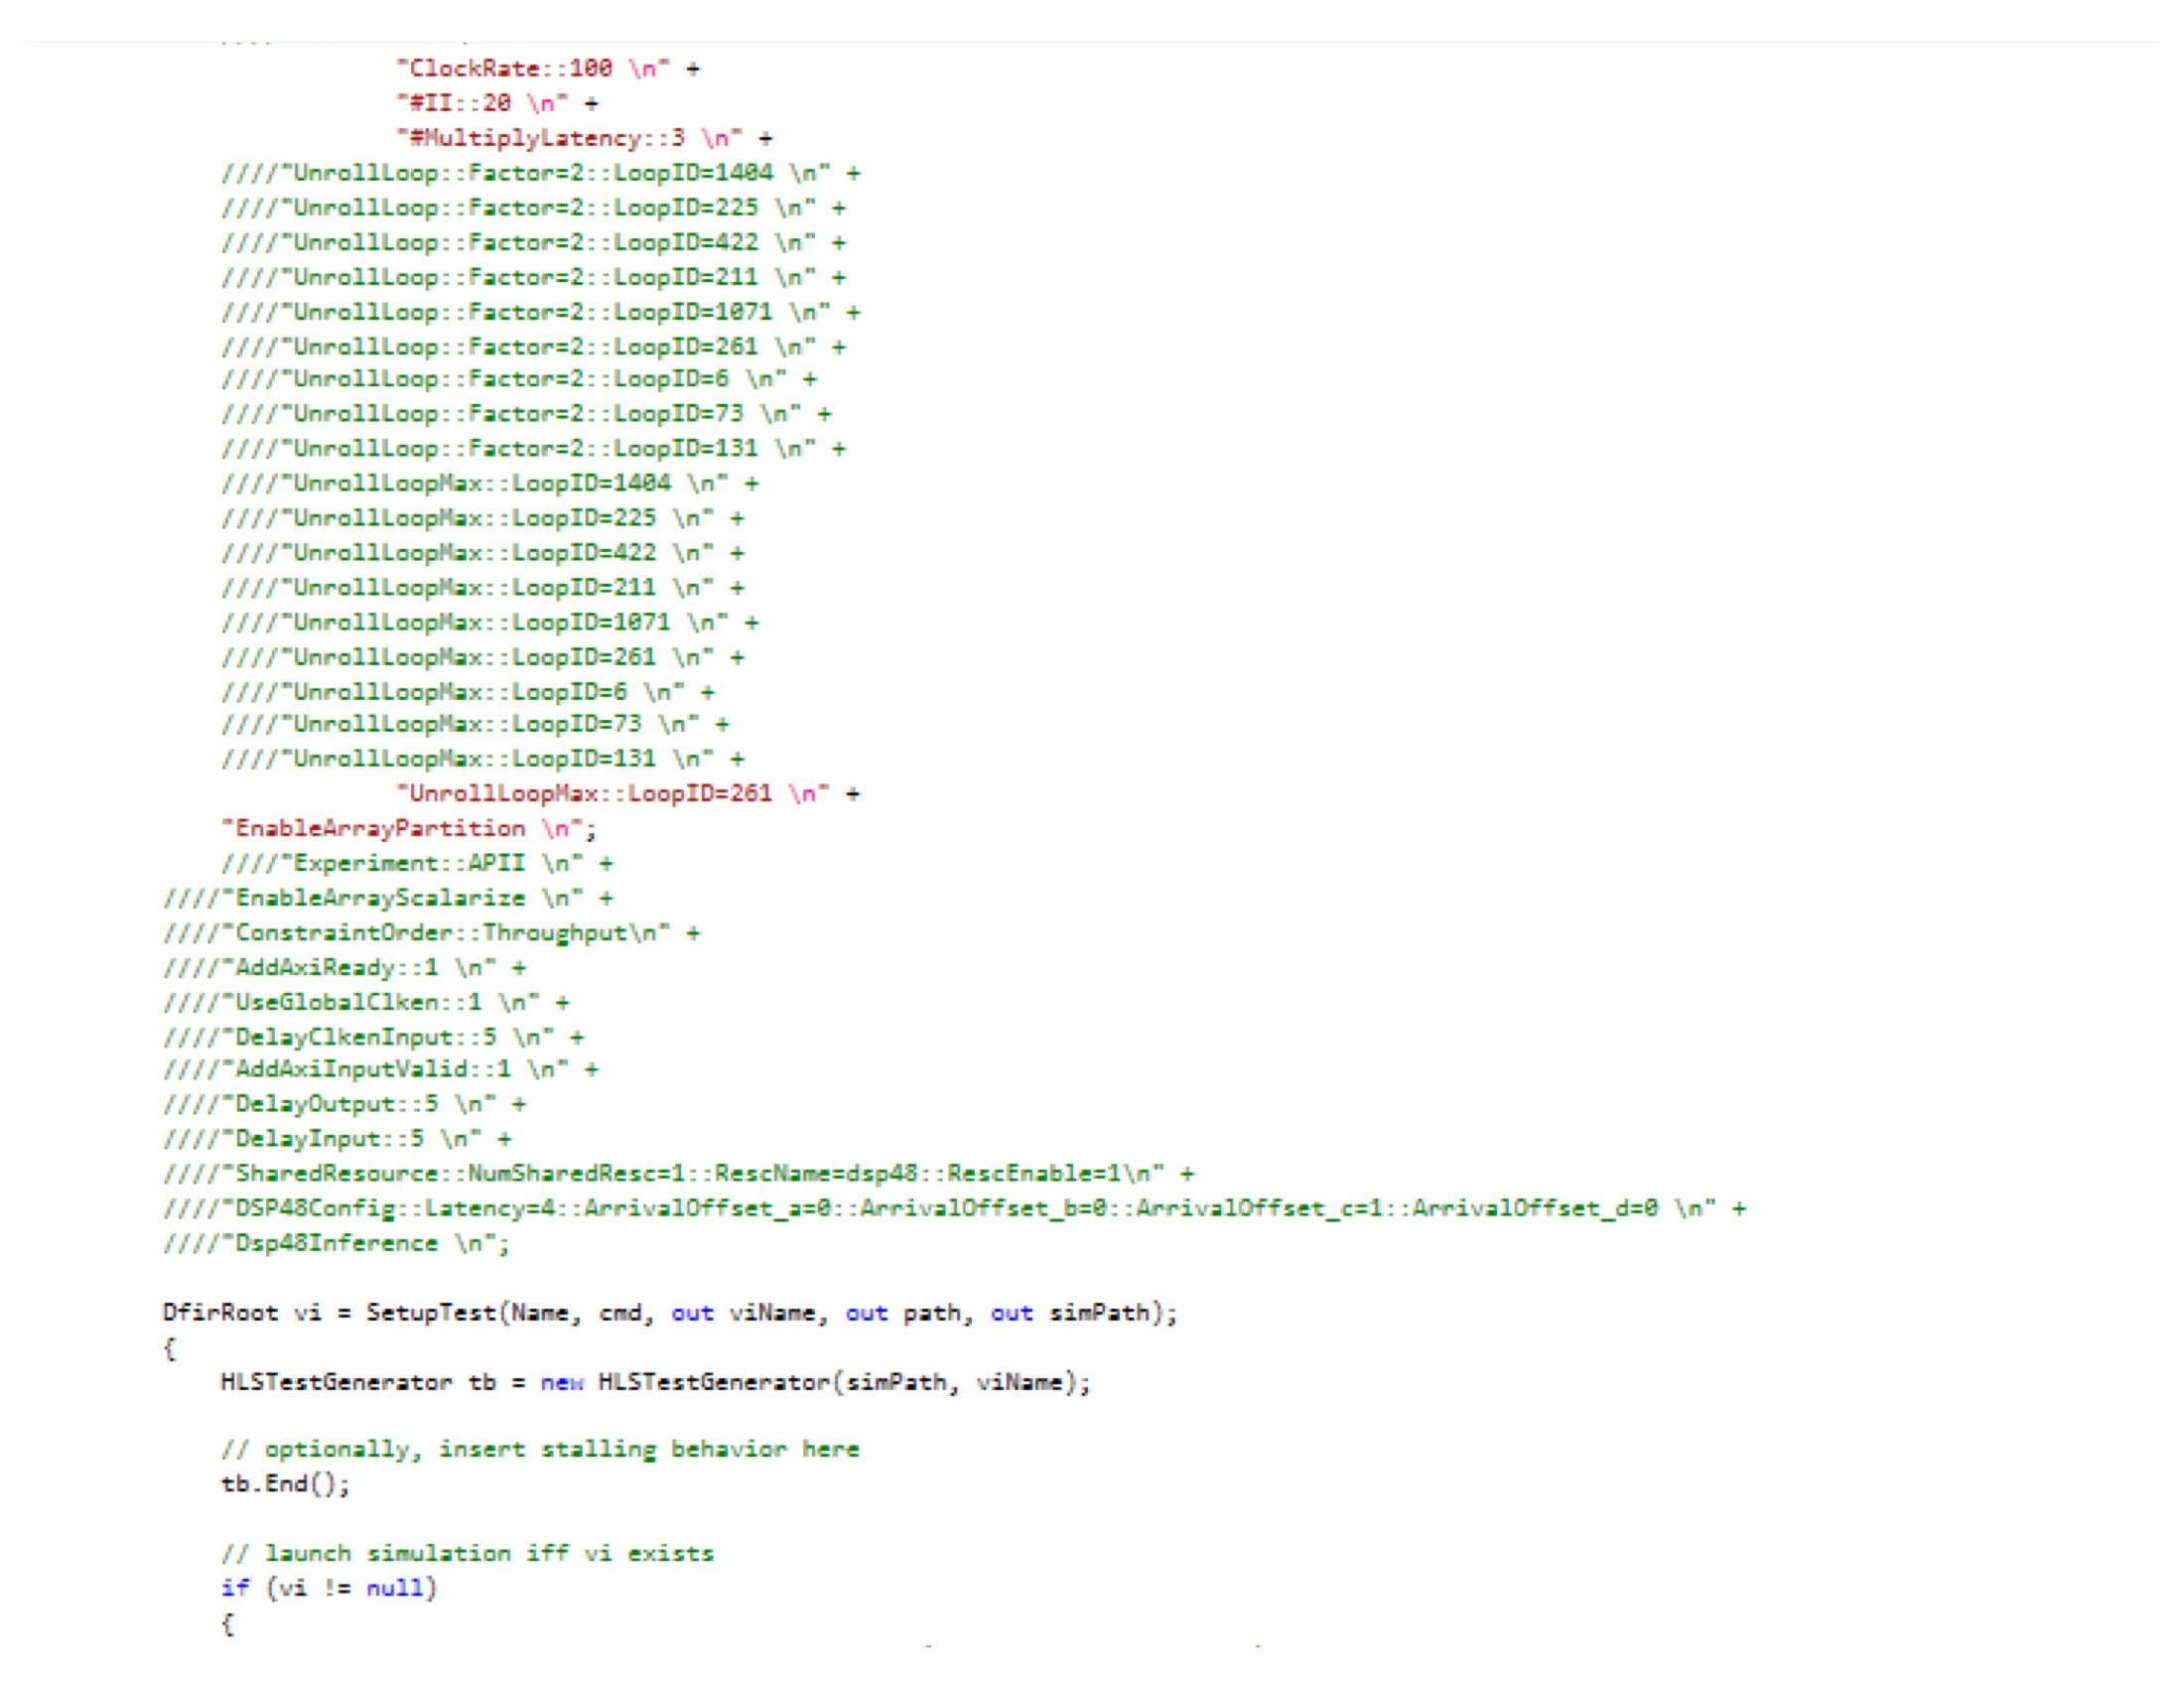 "ClockRate::100 \n" +
"#II::20 \n" +
"#MultiplyLatency::3 \n" +
////"UnrollLoop::Factor=2::LoopID=1404 \n" +
////"UnrollLoop::Factor=2::LoopID=225 \n" +
////"UnrollLoop::Factor=2::LoopID=422 \n" +
////"UnrollLoop::Factor=2::LoopID=211 \n" +
////"UnrollLoop::Factor=2::LoopID=1071 \n" +
////"UnrollLoop::Factor=2::LoopID=261 \n" +
////"UnrollLoop::Factor=2::LoopID=6 \n" +
////"UnrollLoop::Factor=2::LoopID=73 \n" +
////"UnrollLoop::Factor=2::LoopID=131 \n" +
////"UnrollLoopMax::LoopID=1404 \n" +
////"UnrollLoopMax::LoopID=225 \n" +
////"UnrollLoopMax::LoopID=422 \n" +
////"UnrollLoopMax::LoopID=211 \n" +
////"UnrollLoopMax::LoopID=1071 \n" +
////"UnrollLoopMax::LoopID=261 \n" +
////"UnrollLoopMax::LoopID=6 \n" +
////"UnrollLoopMax::LoopID=73 \n" +
////"UnrollLoopMax::LoopID=131 \n" +
"UnrollLoopMax::LoopID=261 \n" +
"EnableArrayPartition \n";
////"Experiment::APII \n" +
////"EnableArrayScalarize \n" +
////"ConstraintOrder::Throughput\n" +
////"AddAxiReady::1 \n" +
////"UseGlobalClken::1 \n" +
////"DelayClkenInput::5 \n" +
////"AddAxiInputValid::1 \n" +
////"DelayOutput::5 \n" +
////"DelayInput::5 \n" +
////"SharedResource::NumSharedResc=1::RescName=dsp48::RescEnable=1\n" +
////"DSP48Config::Latency=4::ArrivalOffset_a=0::ArrivalOffset_b=0::ArrivalOffset_c=1::ArrivalOffset_d=0 \n" +
////"Dsp48Inference \n";
DfirRoot vi = SetupTest(Name, cmd, out viName, out path, out simPath);
{
HLSTestGenerator tb = new HLSTestGenerator(simPath, viName);
// optionally, insert stalling behavior here
tb.End();
// launch simulation iff vi exists
if (vi != null)
{